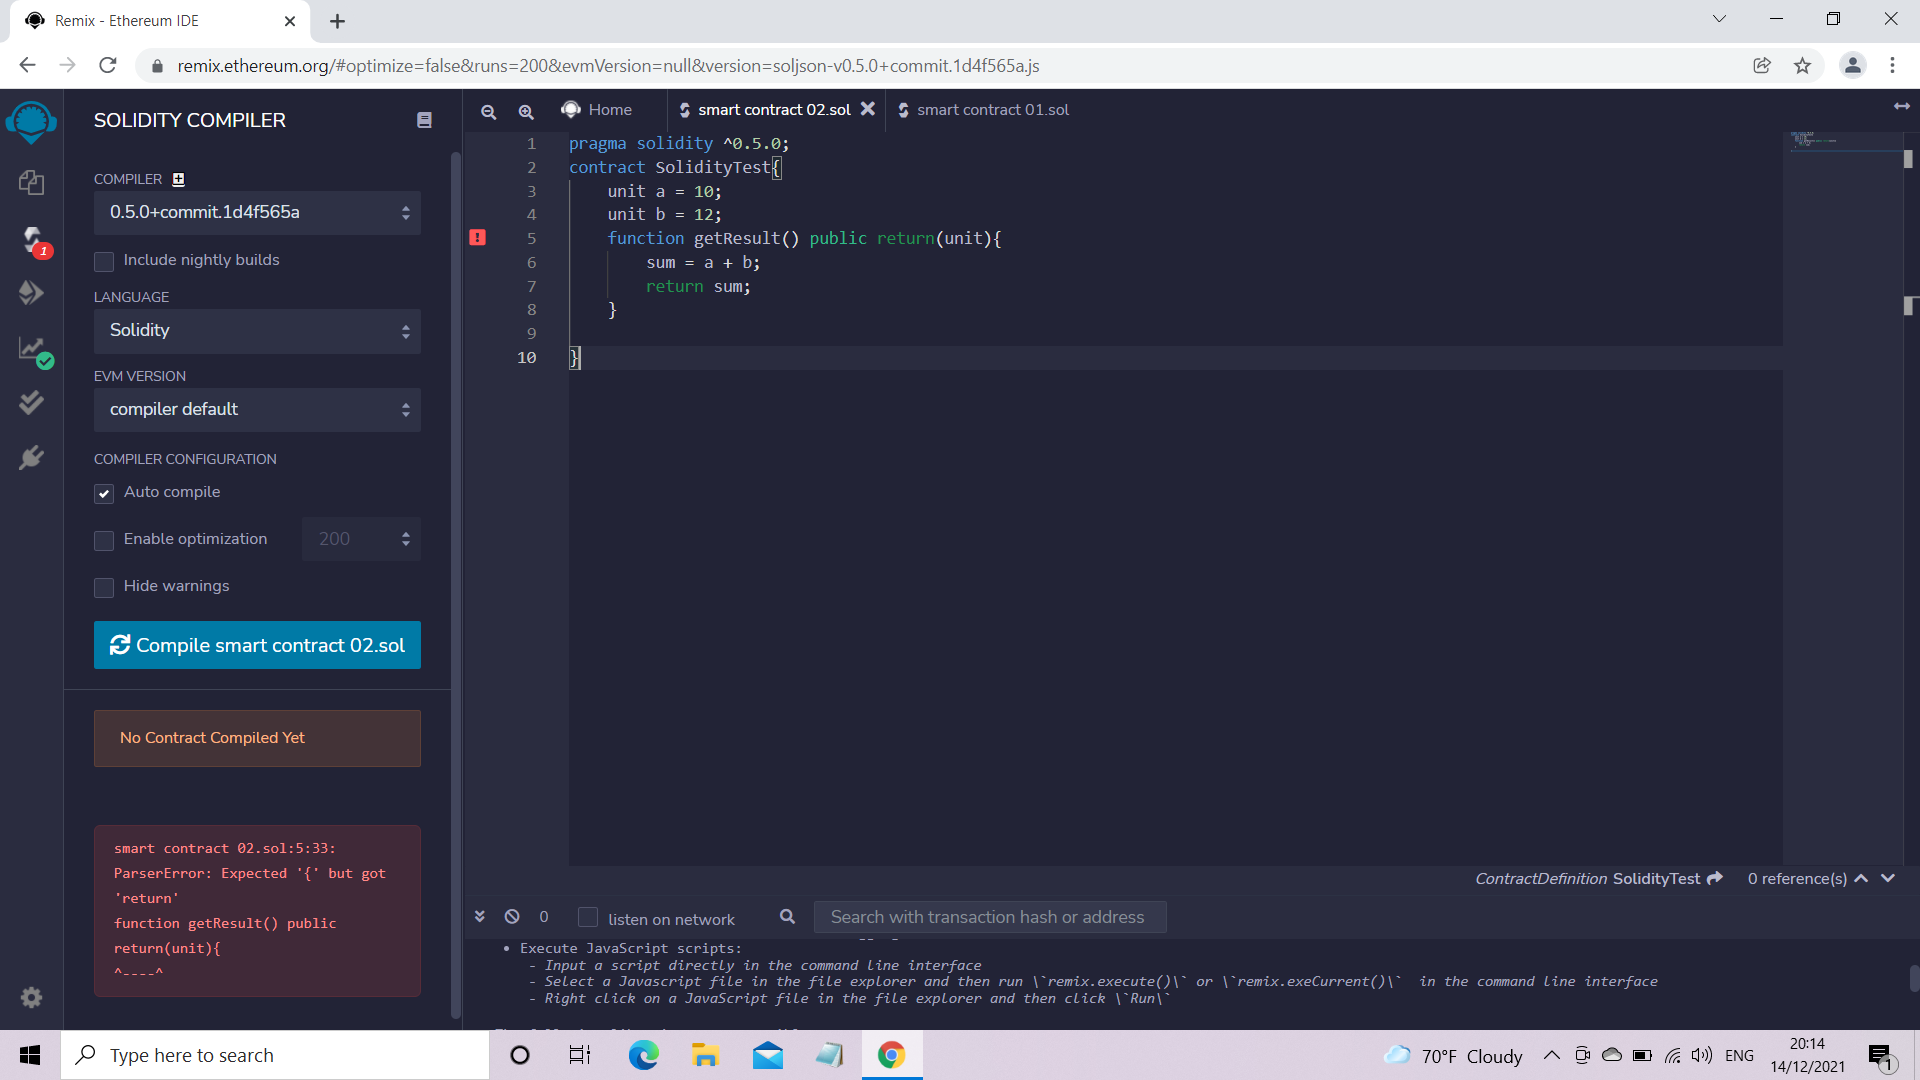 Remix - Ethereum IDE
remix.ethereum.org/#optimize=false&runs=200&evmVersion=null&version=soljson-v0.5.0+commit.1d4f565a.js
SOLIDITY COMPILER
COMPILER
0.5.0+commit.1d4f565a
Include nightly builds
LANGUAGE
Solidity
EVM VERSION
compiler default
COMPILER CONFIGURATION
Auto compile
Enable optimization
200
Hide warnings
Compile smart contract 02.sol
No Contract Compiled Yet
smart contract 02.sol:5:33:
ParserError: Expected '{' but got
'return'
function getResult() public
return(unit){
^----^
1
Home
smart contract 02.sol
smart contract 01.sol
1 pragma solidity ^0.5.0;
2 contract SolidityTest{
3 unit a = 10;
4 unit b = 12;
5 function getResult() public return(unit){
6 sum = a + b;
7 return sum;
8 }
9
10 }
ContractDefinition SolidityTest 0 reference(s)
0 listen on network Search with transaction hash or address
• Execute JavaScript scripts:
- Input a script directly in the command line interface
- Select a Javascript file in the file explorer and then run \`remix.execute()\` or \`remix.exeCurrent()\` in the command line interface
- Right click on a JavaScript file in the file explorer and then click \`Run\`
Type here to search
70°F Cloudy
ENG
20:14
14/12/2021
1